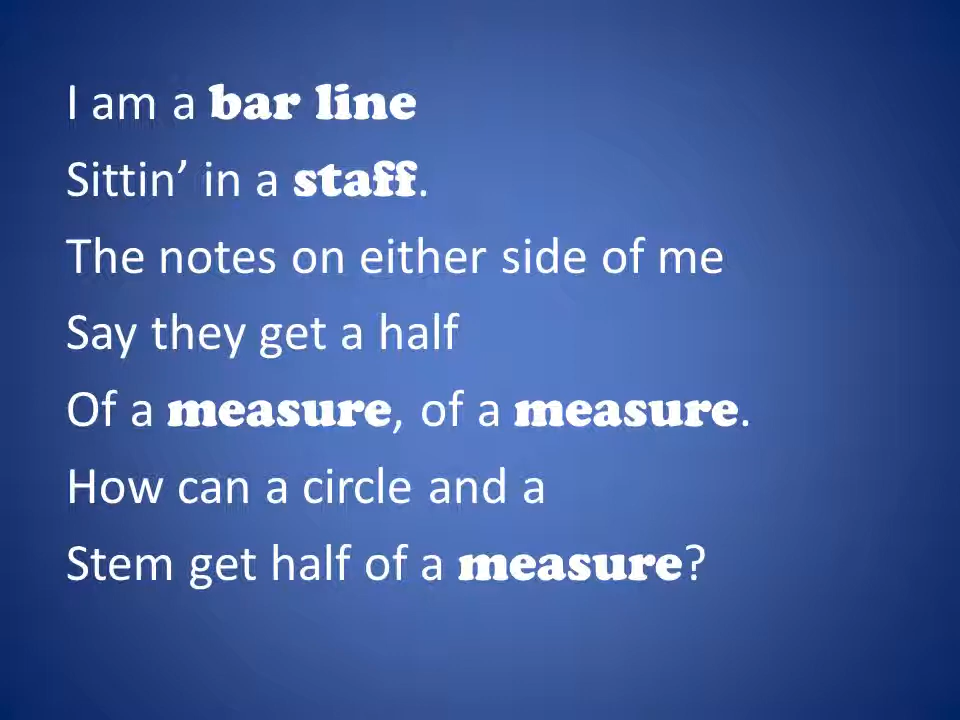 I am a bar line
Sittin’ in a staff.
The notes on either side of me
Say they get a half
Of a measure, of a measure.
How can a circle and a
Stem get half of a measure?